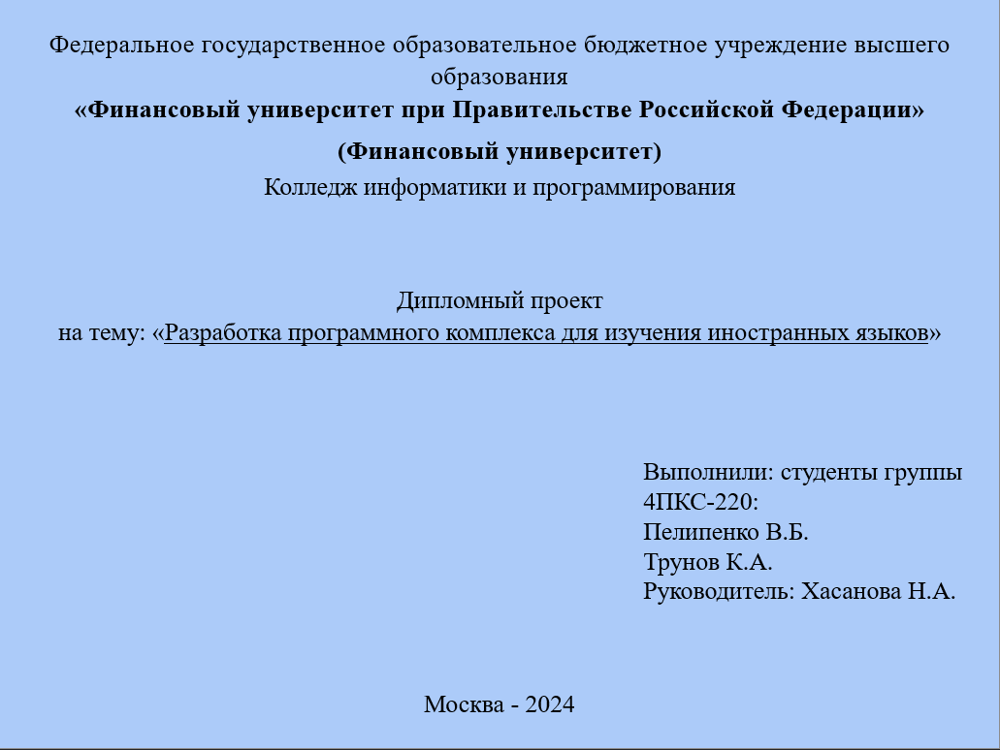 Федеральное государственное образовательное бюджетное учреждение высшего
образования
«Финансовый университет при Правительстве Российской Федерации»
(Финансовый университет)
Колледж информатики и программирования
Дипломный проект
на тему: «Разработка программного комплекса для изучения иностранных языков»
Выполнили: студенты группы
4ПКС-220:
Пелипенко В.Б.
Трунов К.А.
Руководитель: Хасанова Н.А.
Москва - 2024